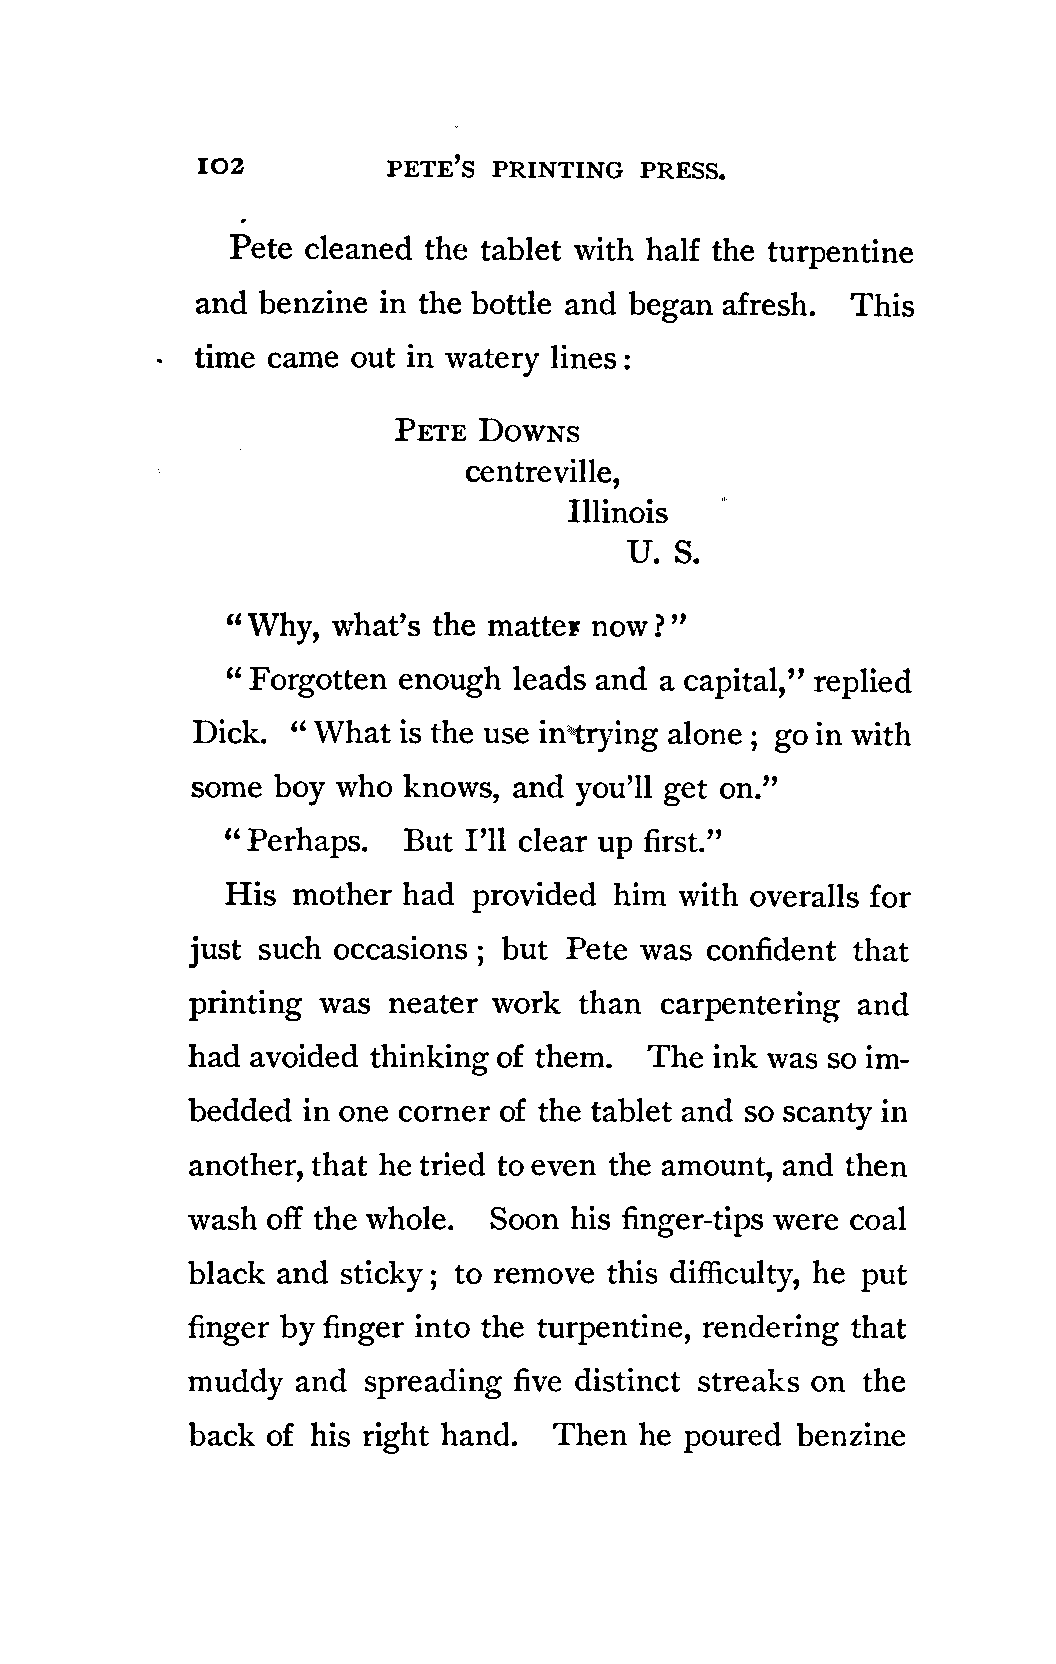 102 PETE'S PRINTING PRESS.
Pete cleaned the tablet with half the turpentine
and benzine in the bottle and began afresh. This
time came out in watery lines:
PETE DOWNS
centreville,
Illinois
U. S.
"Why, what's the matter now?"
"Forgotten enough leads and a capital," replied
Dick. "What is the use in trying alone; go in with
some boy who knows, and you'll get on."
"Perhaps. But I'll clear up first."
His mother had provided him with overalls for
just such occasions; but Pete was confident that
printing was neater work than carpentering and
had avoided thinking of them. The ink was so im-
bedded in one corner of the tablet and so scanty in
another, that he tried to even the amount, and then
wash off the whole. Soon his finger-tips were coal
black and sticky; to remove this difficulty, he put
finger by finger into the turpentine, rendering that
muddy and spreading five distinct streaks on the
back of his right hand. Then he poured benzine